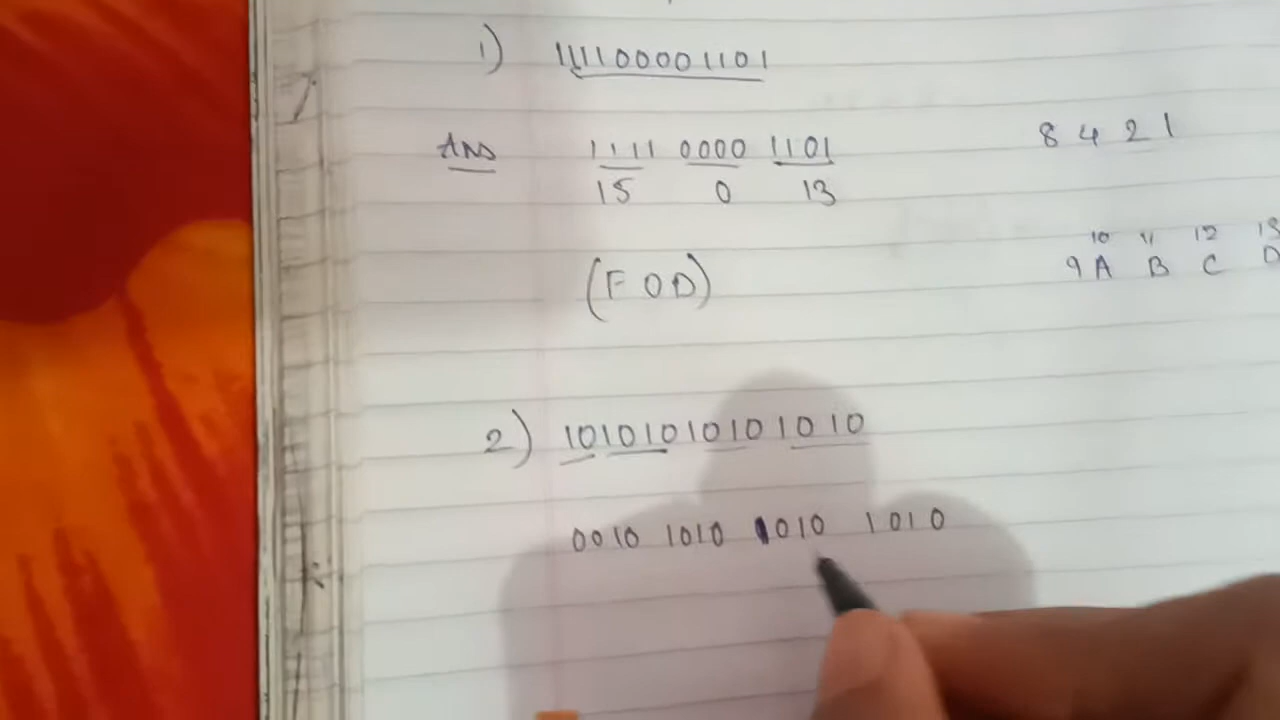 1) 111100001101
Ans 1111 0000 1101 8 4 2 1
15 0 13
10 11 12 13
9 A B C D
(F 0 D)
2) 10101010101010
0010 1010 1010 1010